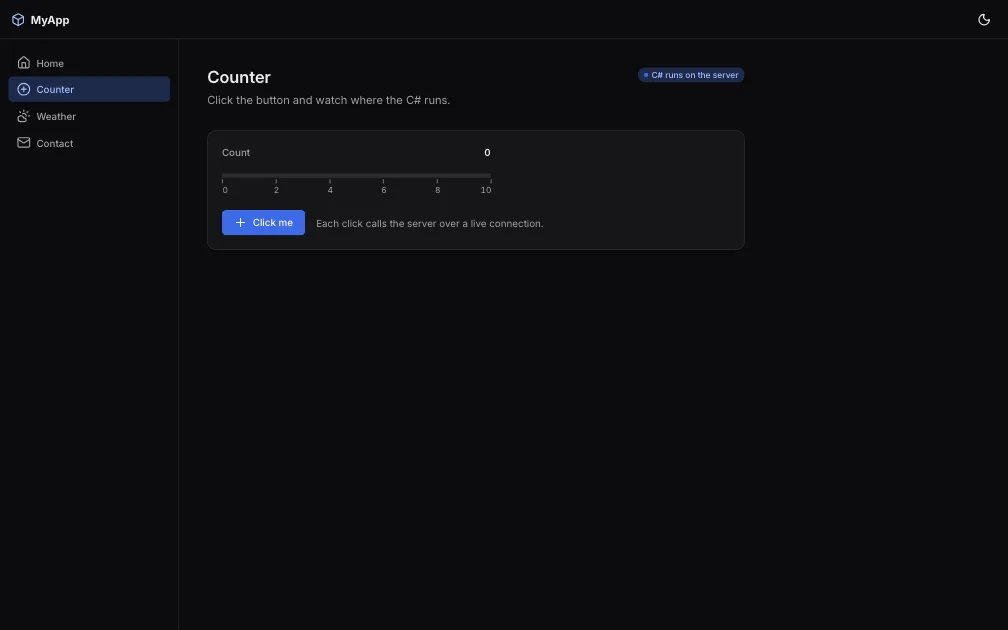 MyApp
Home
Counter
Weather
Contact
Counter
C# runs on the server
Click the button and watch where the C# runs.
Count 0
0 2 4 6 8 10
Click me
Each click calls the server over a live connection.